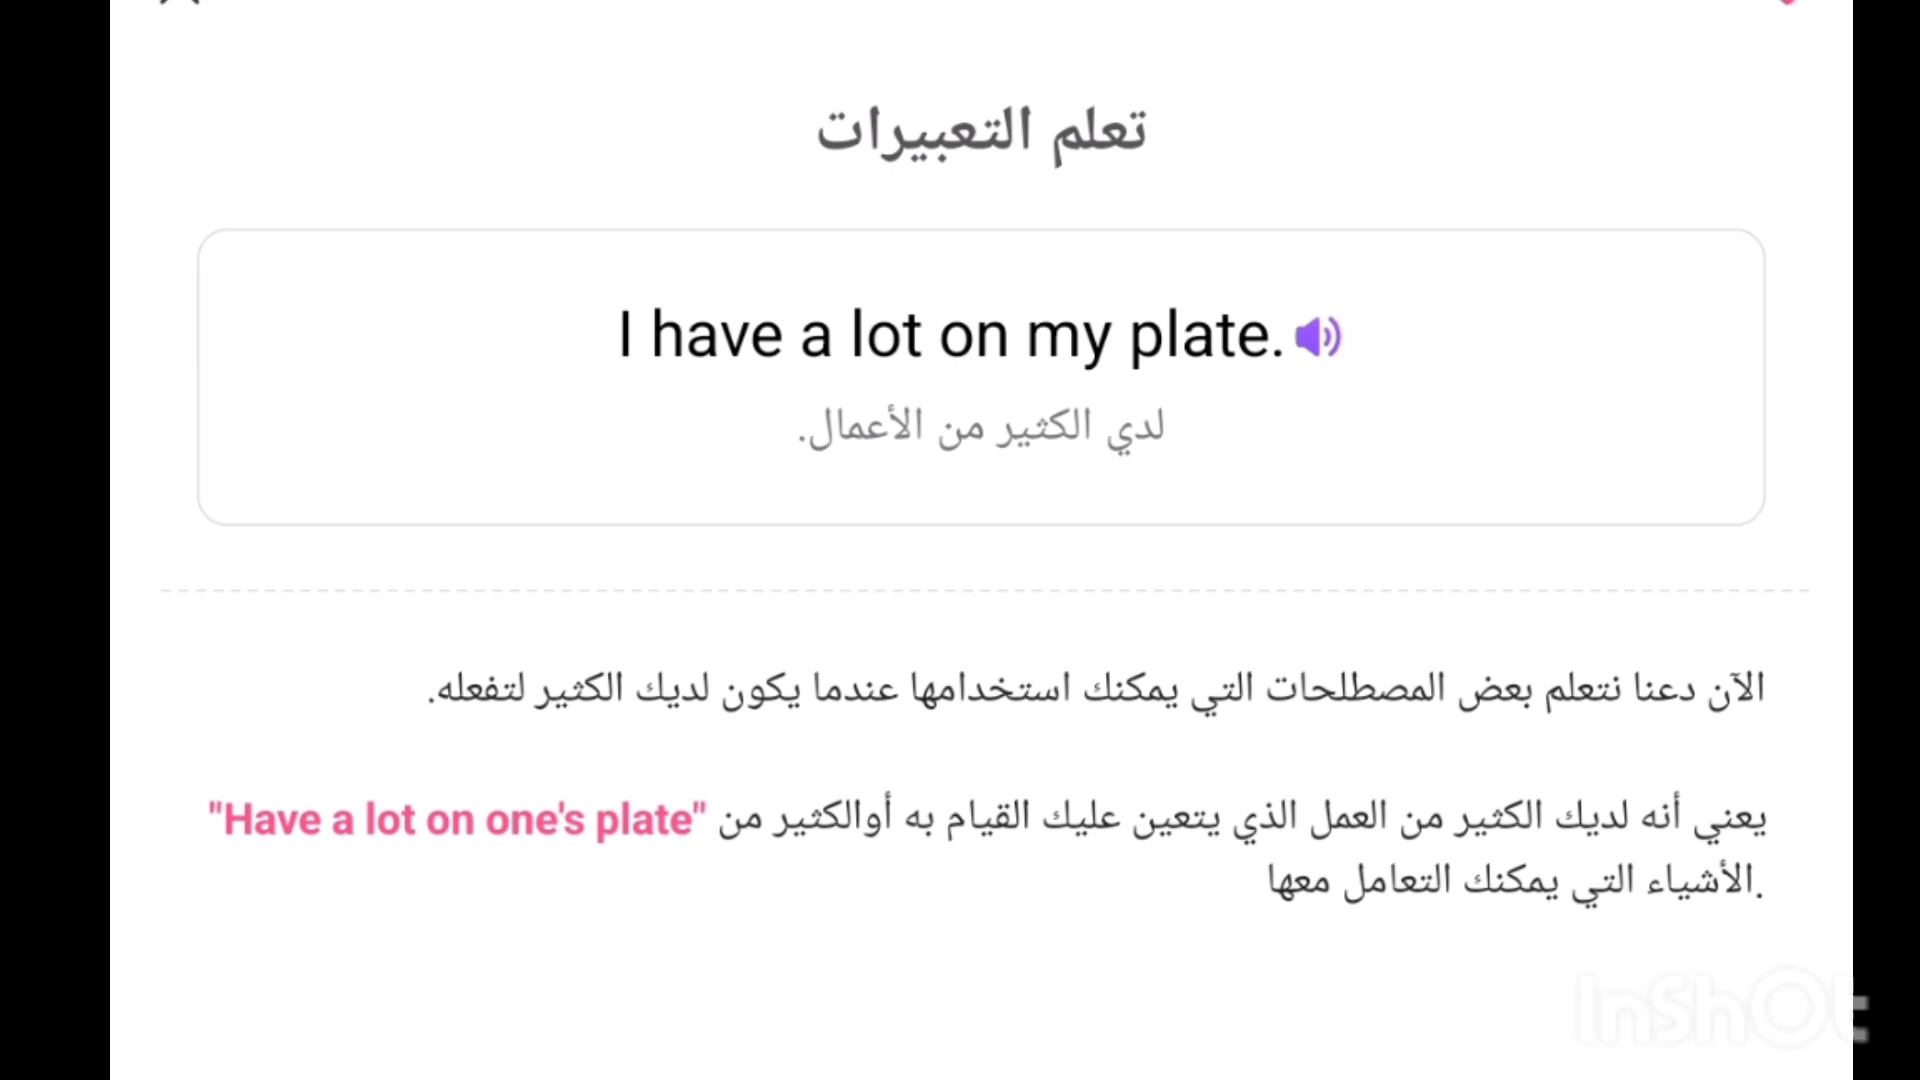 تعلم التعبيرات
I have a lot on my plate.
لدي الكثير من الأعمال.
الآن دعنا نتعلم بعض المصطلحات التي يمكنك استخدامها عندما يكون لديك الكثير لتفعله.
يعني أنه لديك الكثير من العمل الذي يتعين عليك القيام به أوالكثير من "Have a lot on one's plate"
.الأشياء التي يمكنك التعامل معها
InShOt